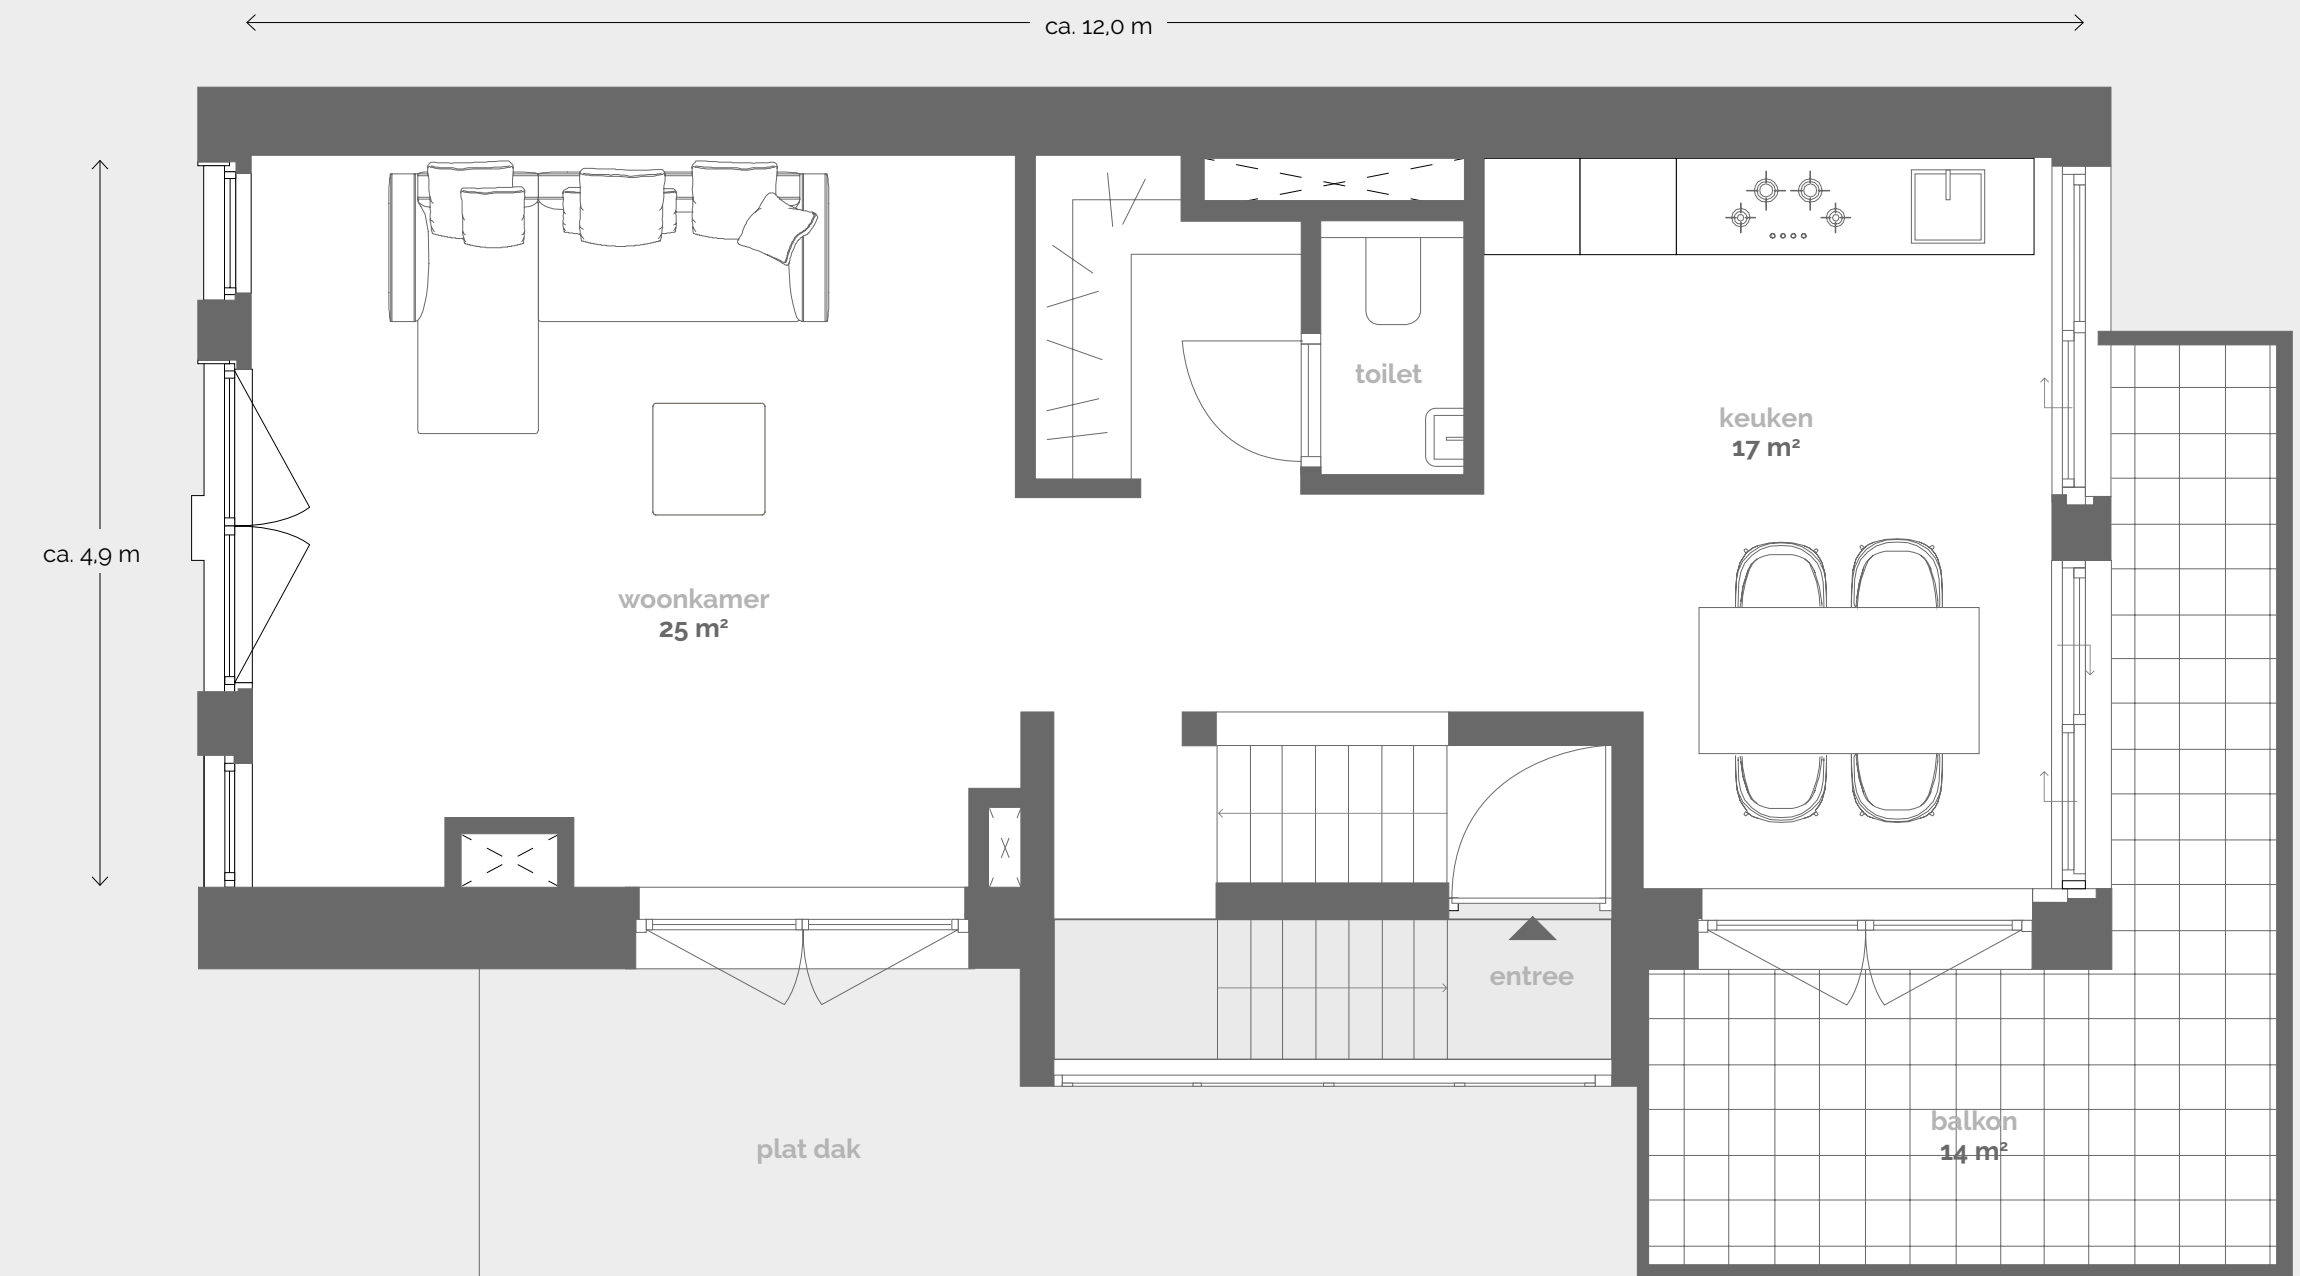 ca. 12,0 m
toilet
keuken
17 m²
ca. 4,9 m
woonkamer
25 m²
entree
balkon
14 m²
plat dak